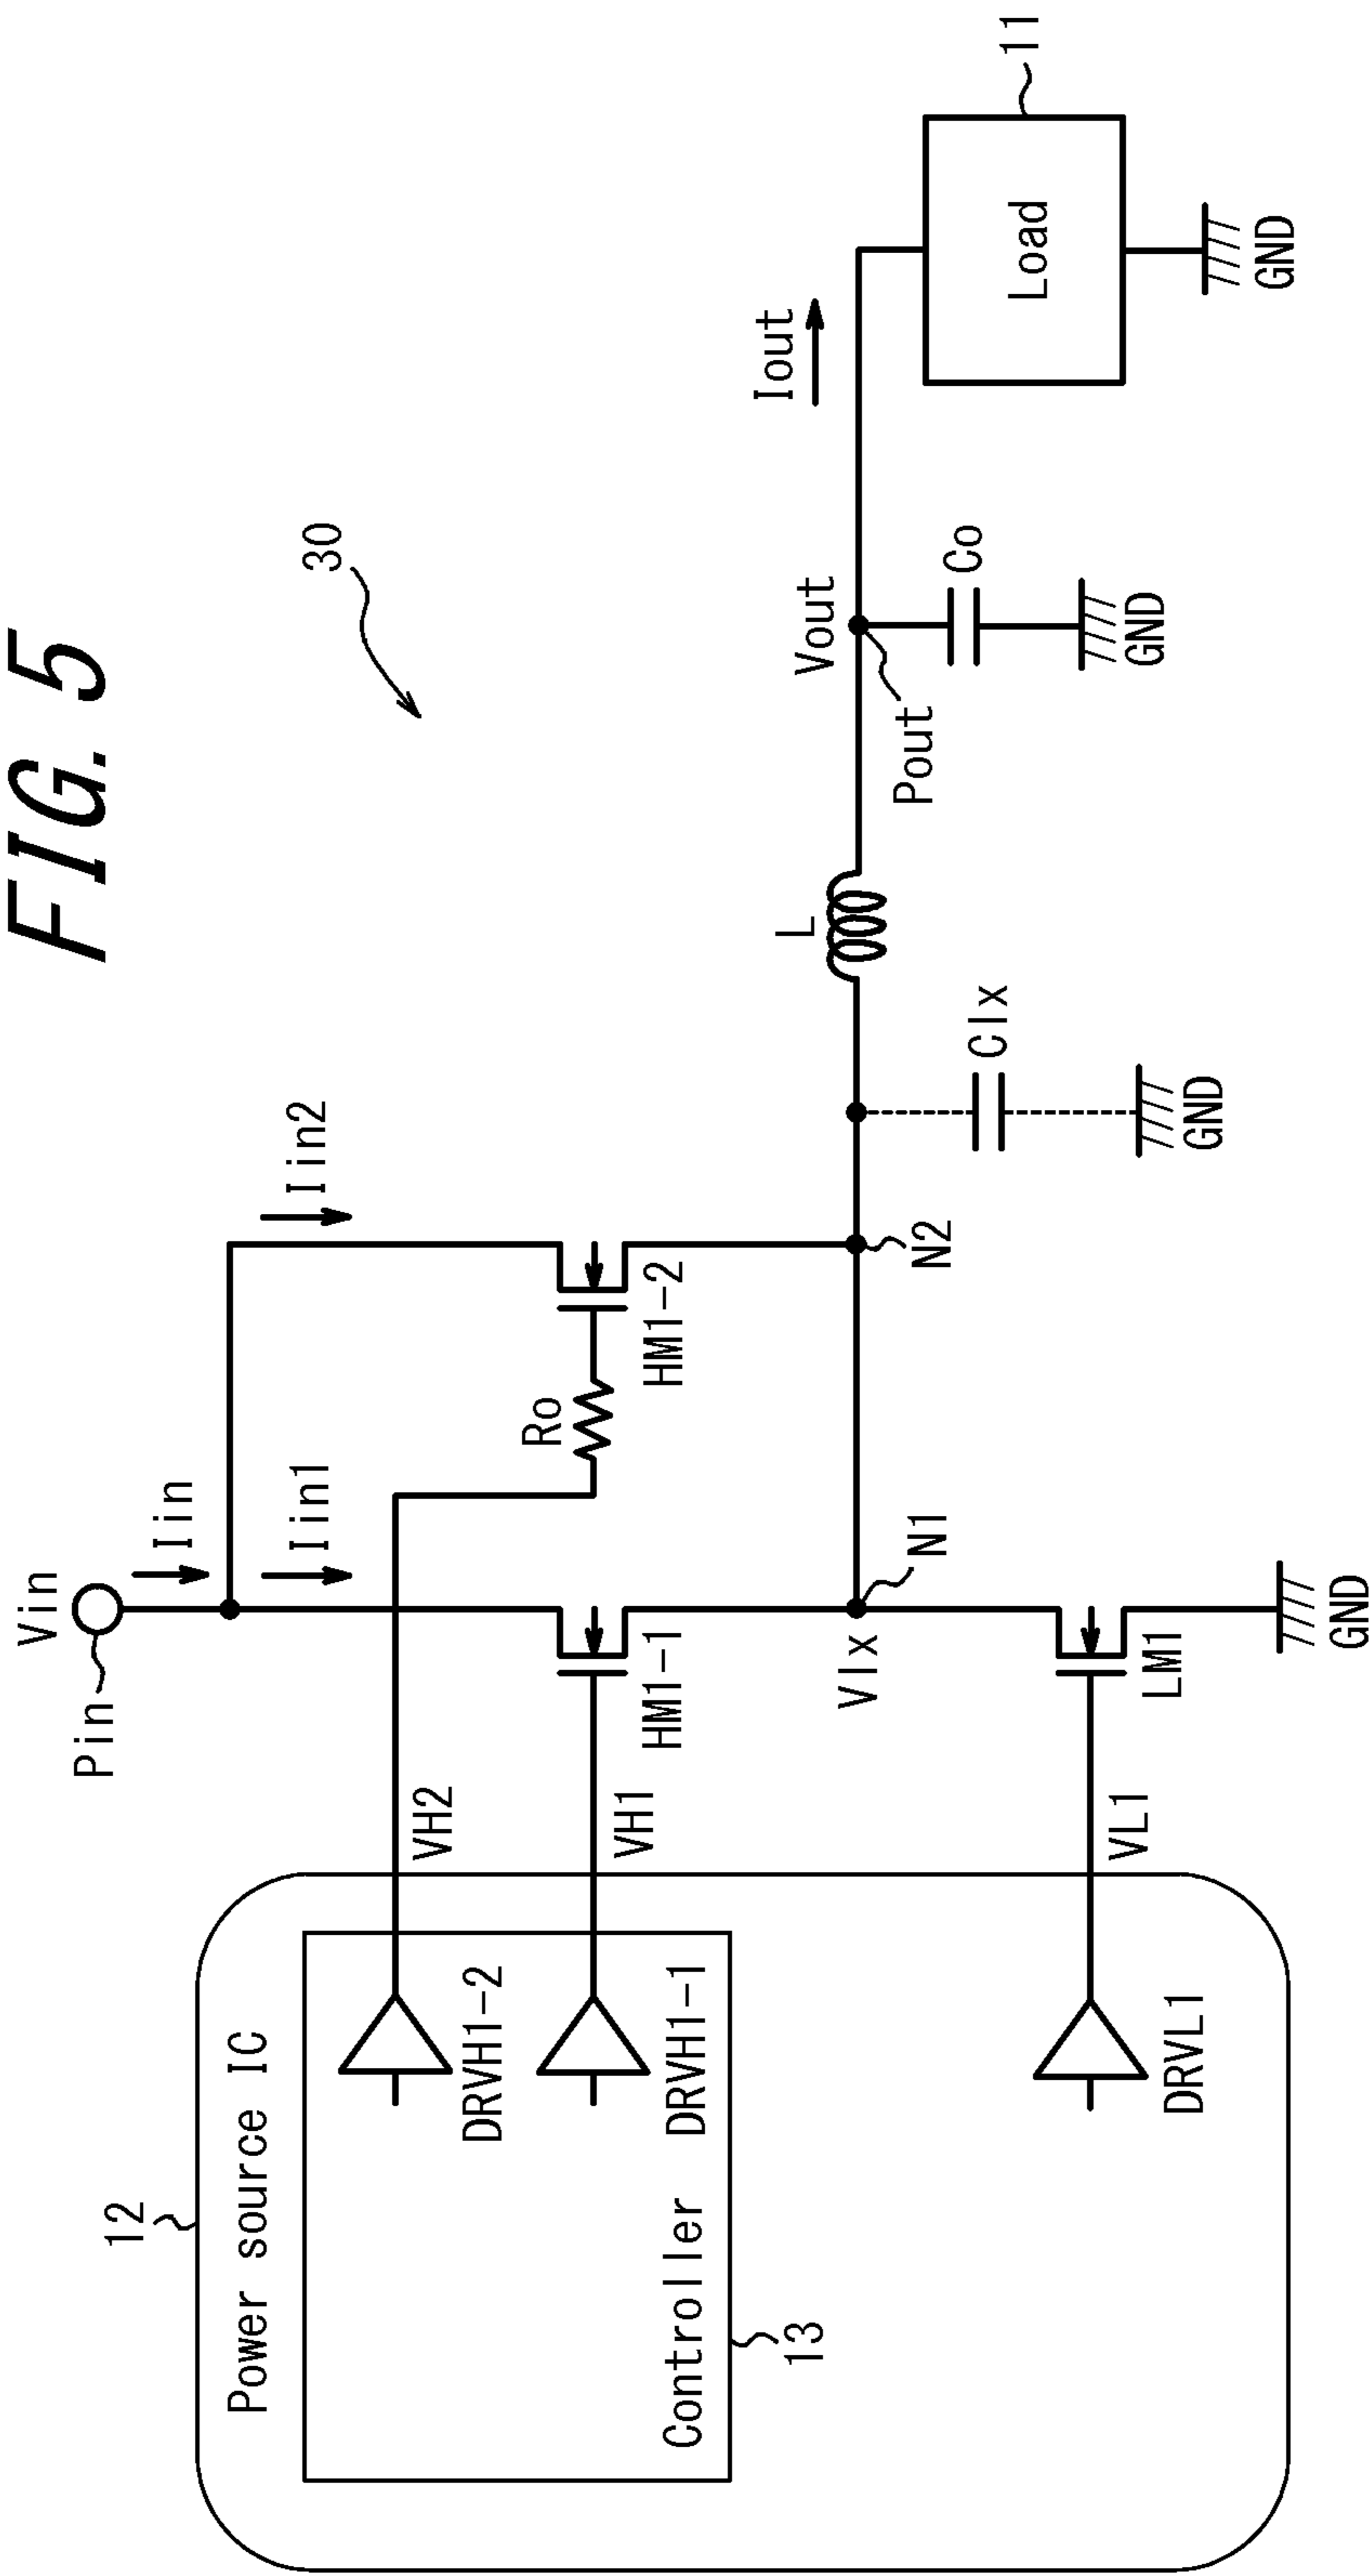 FIG. 5
30
12
Power source IC
Controller
13
DRVH1-2
DRVH1-1
DRVL1
VH2
VH1
VL1
Pin
Vin
Iin
Iin1
Iin2
HM1-1
Ro
HM1-2
Vlx
N1
N2
LM1
GND
Clx
GND
L
Vout
Pout
Co
GND
Iout
Load
11
GND